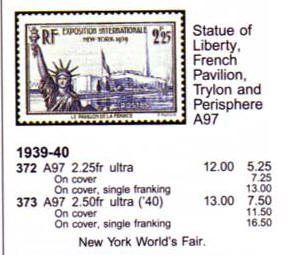 EXPOSITION INTERNATIONALE
NEW-YORK 1939
RF
2F25
POSTES
LE PAVILLON DE LA FRANCE
Statue of
Liberty,
French
Pavilion,
Trylon and
Perisphere
A97
1939-40
372 A97 2.25fr ultra 12.00 5.25
On cover 7.25
On cover, single franking 13.00
373 A97 2.50fr ultra ('40) 13.00 7.50
On cover 11.50
On cover, single franking 16.50
New York World's Fair.